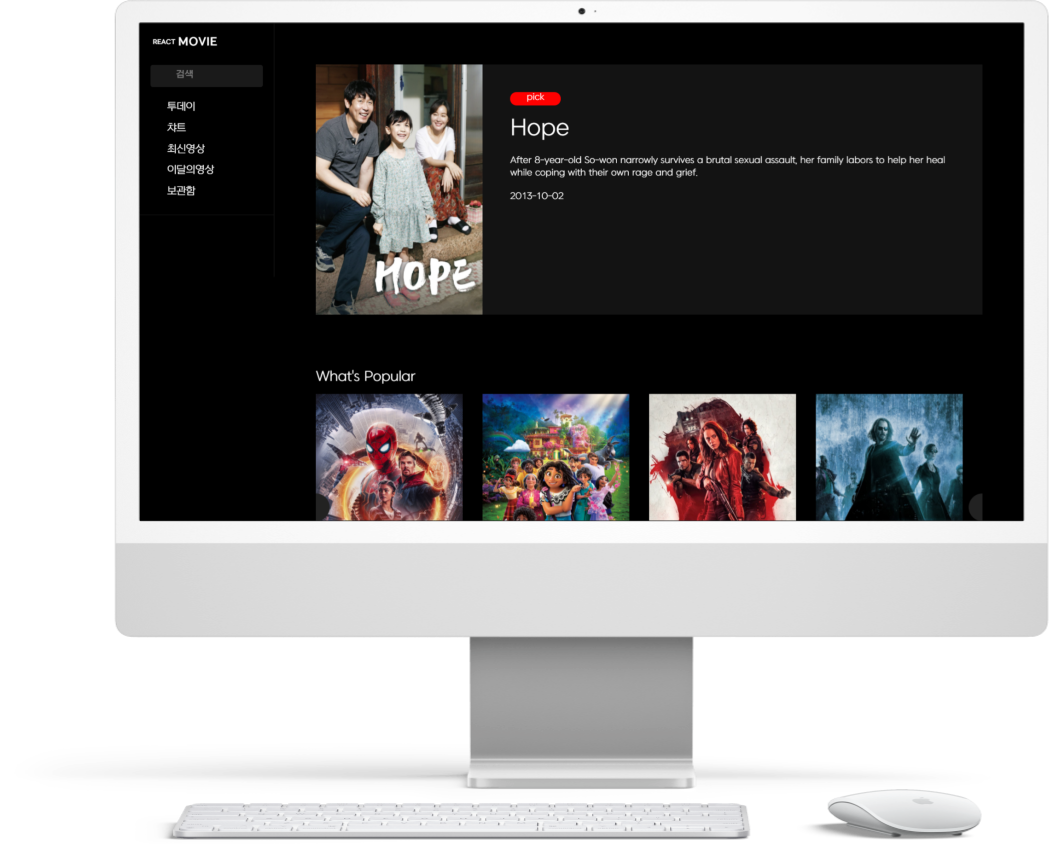 REACT MOVIE
검색
투데이
챠트
최신영상
이달의영상
보관함
pick
Hope
After 8-year-old So-won narrowly survives a brutal sexual assault, her family labors to help her heal
while coping with their own rage and grief.
2013-10-02
HOPE
What's Popular